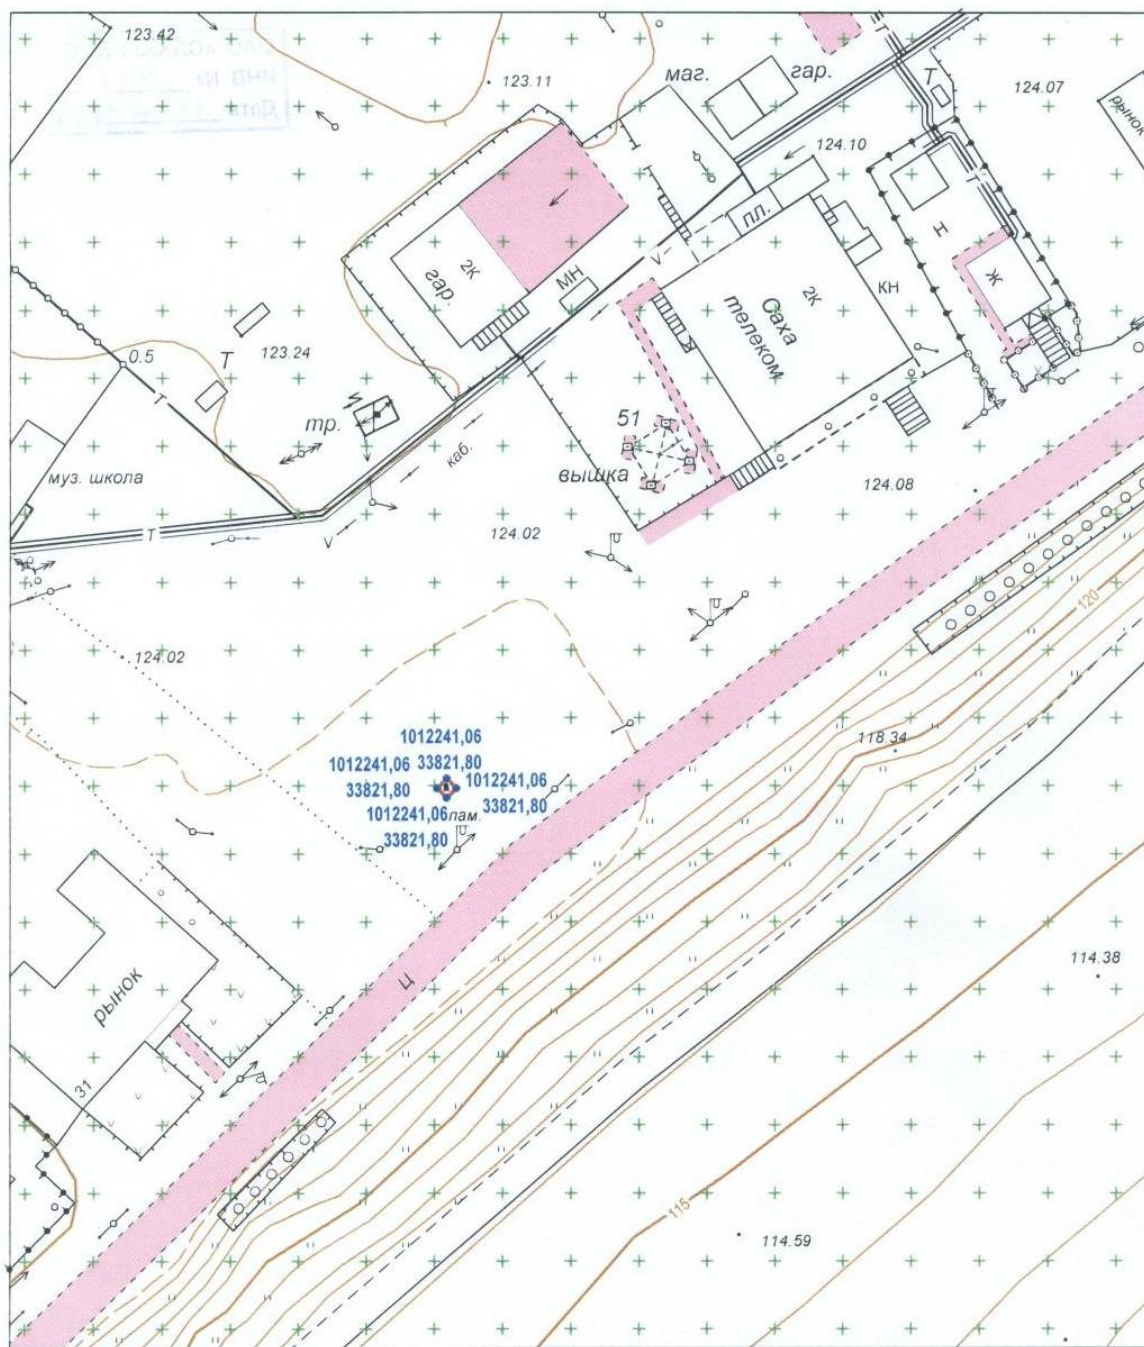 123.42
123.11
маг.
гар.
Т
124.07
рынок
124.10
Т
пл.
Н
Ж
КН
2К
гар.
МН
V
2К
Саха
телеком
0.5
Т
123.24
Т
тр.
51
вышка
каб.
муз. школа
124.08
Т
V
124.02
124.02
120
118.34
1012241,06
33821,80
1012241,06
33821,80
1012241,06
33821,80
1012241,06
пам.
33821,80
рынок
Ц
114.38
31
115
114.59